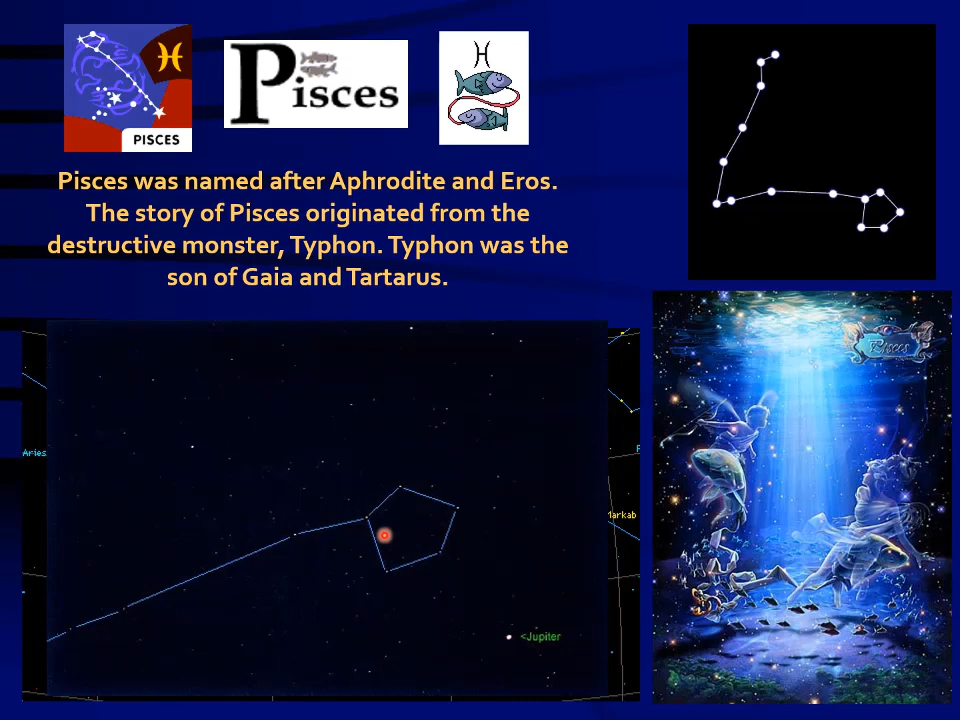 PISCES
Pisces
Pisces was named after Aphrodite and Eros.
The story of Pisces originated from the
destructive monster, Typhon. Typhon was the
son of Gaia and Tartarus.
Pisces
Aries
Markab
<Jupiter